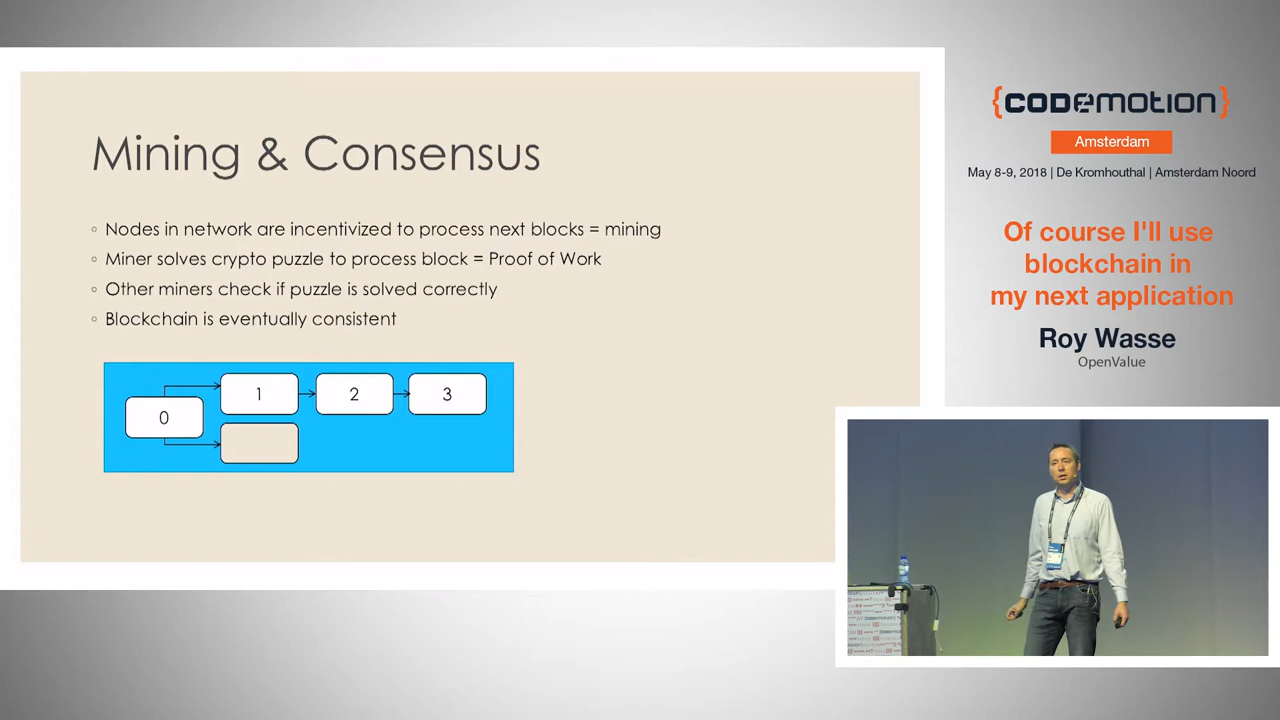 Mining & Consensus
Nodes in network are incentivized to process next blocks = mining
Miner solves crypto puzzle to process block = Proof of Work
Other miners check if puzzle is solved correctly
Blockchain is eventually consistent
0
1
2
3
{CODEMOTION}
Amsterdam
May 8-9, 2018 | De Kromhouthal | Amsterdam Noord
Of course I'll use
blockchain in
my next application
Roy Wasse
OpenValue